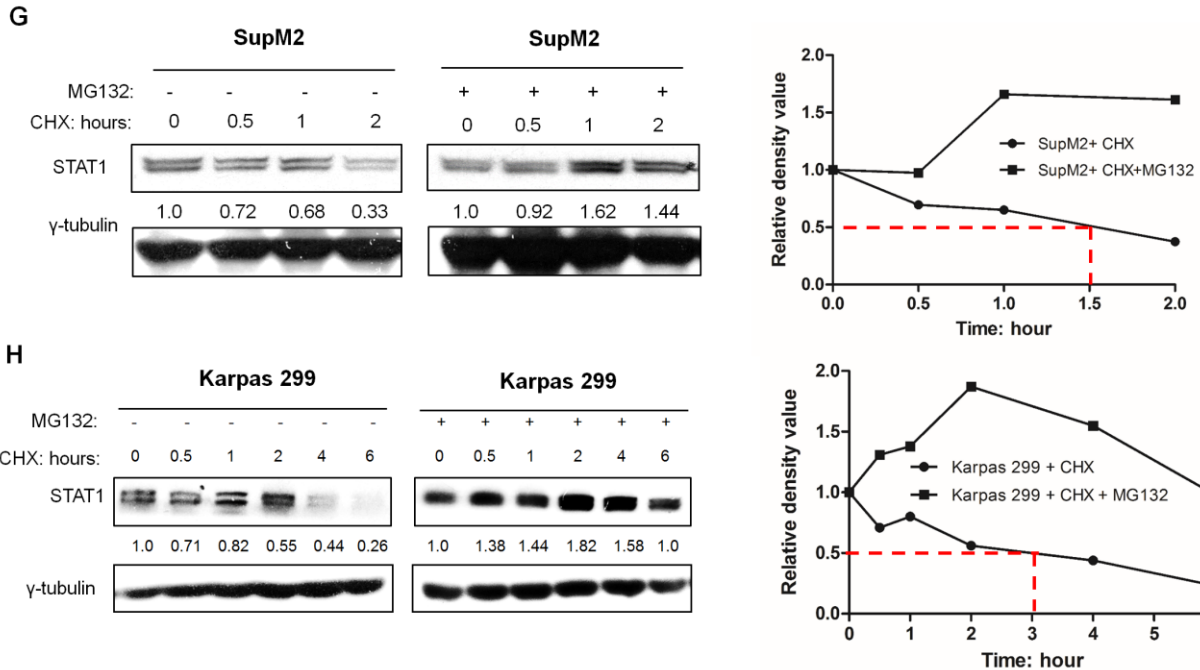 G
SupM2
SupM2
MG132: - - - -
+ + + +
CHX: hours: 0 0.5 1 2
0 0.5 1 2
STAT1
1.0 0.72 0.68 0.33
1.0 0.92 1.62 1.44
γ-tubulin
Relative density value
2.0
1.5
1.0
0.5
0.0
SupM2+ CHX
SupM2+ CHX+MG132
0.0 0.5 1.0 1.5 2.0
Time: hour
H
Karpas 299
Karpas 299
MG132: - - - - - -
+ + + + + +
CHX: hours: 0 0.5 1 2 4 6
0 0.5 1 2 4 6
STAT1
1.0 0.71 0.82 0.55 0.44 0.26
1.0 1.38 1.44 1.82 1.58 1.0
γ-tubulin
Relative density value
2.0
1.5
1.0
0.5
0.0
Karpas 299 + CHX
Karpas 299 + CHX + MG132
0 1 2 3 4 5
Time: hour